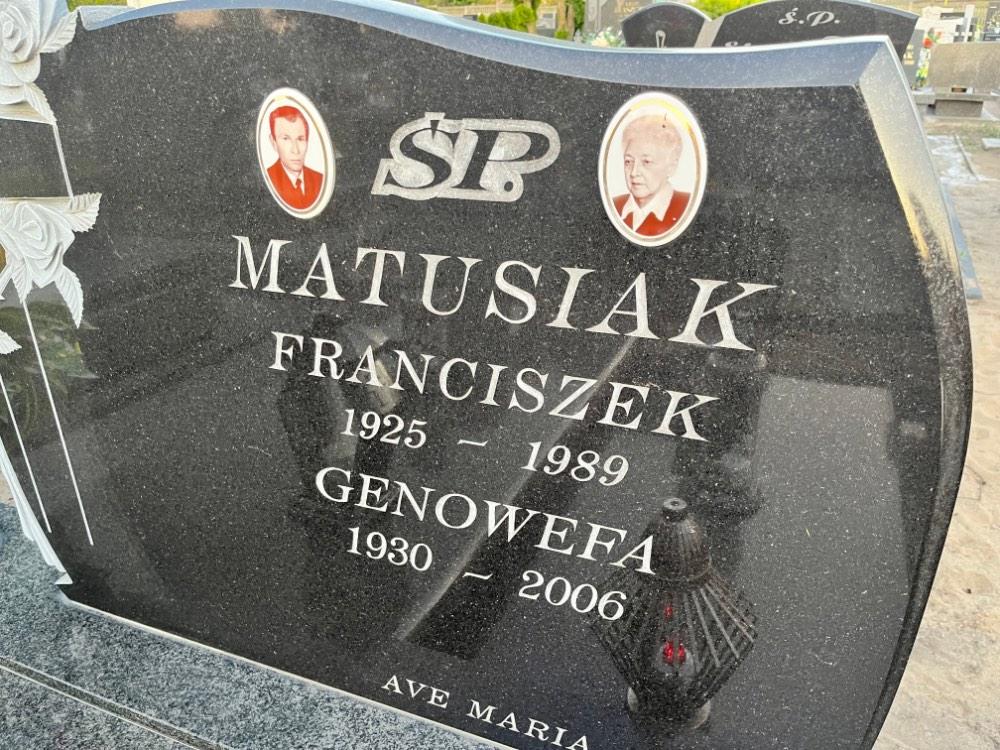 Ś.P.
ŚP.
MATUSIAK
FRANCISZEK
1925 – 1989
GENOWEFA
1930 – 2006
AVE MARIA